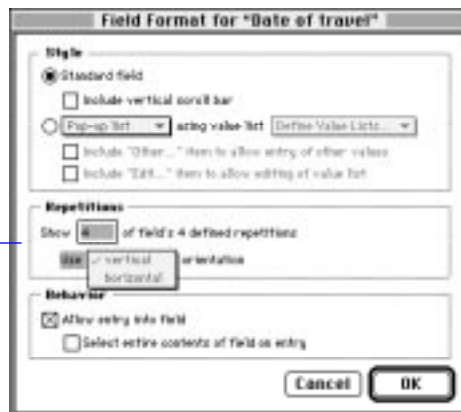 Field Format for “Date of travel”
Style
Standard field
Include vertical scroll bar
Pop-up list using value list Define Value Lists...
Include "Other..." item to allow entry of other values
Include "Edit..." item to allow editing of value list
Repetitions
Show 4 of field's 4 defined repetitions
Use ✓ vertical orientation
horizontal
Behavior
Allow entry into field
Select entire contents of field on entry
Cancel OK